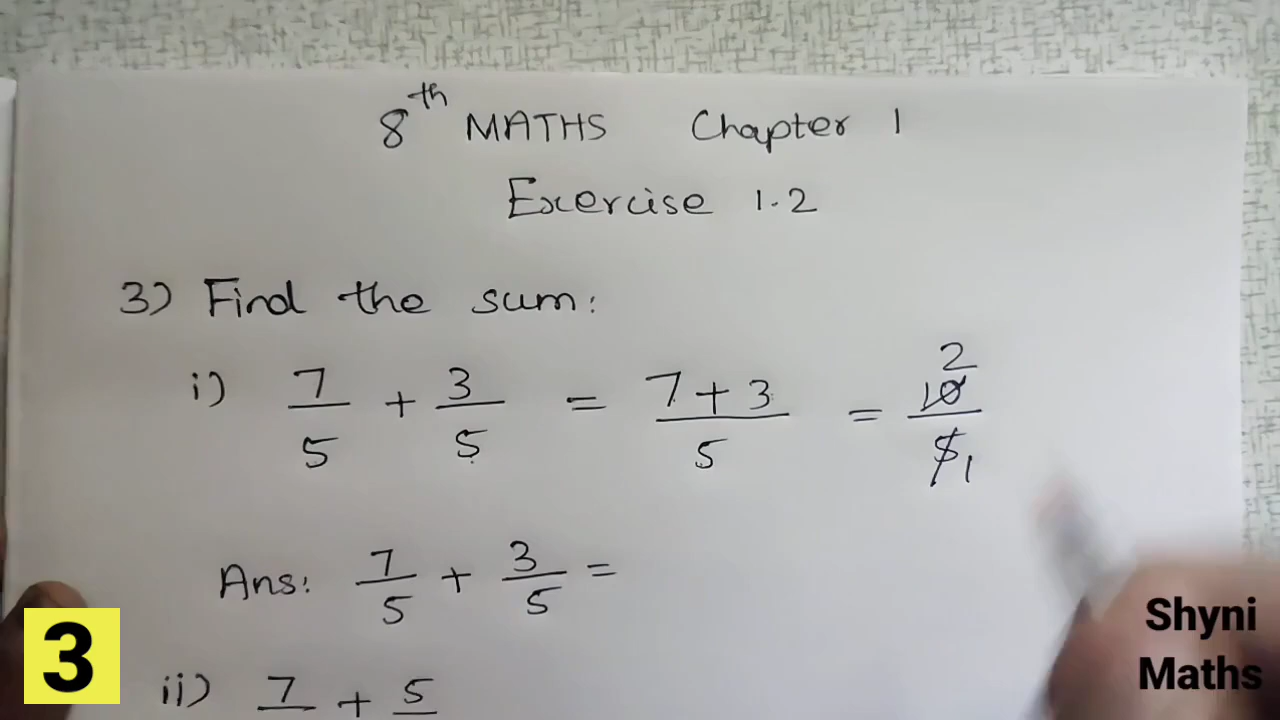 8th MATHS Chapter 1
Exercise 1.2
3) Find the sum:
i) 7/5 + 3/5 = 7+3/5 = 10/5 2 1
Ans: 7/5 + 3/5 =
ii) 7 + 5
3
Shyni
Maths